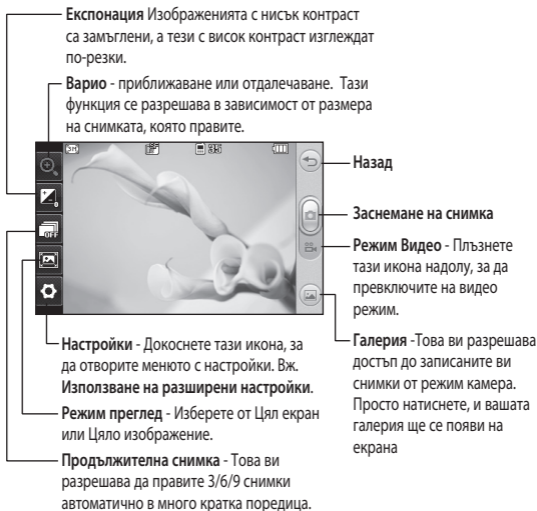 Експонация Изображенията с нисък контраст
са замъглени, а тези с висок контраст изглеждат
по-резки.
Варио - приближаване или отдалечаване. Тази
функция се разрешава в зависимост от размера
на снимката, която правите.
Назад
Заснемане на снимка
Режим Видео - Плъзнете
тази икона надолу, за да
превключите на видео
режим.
Галерия -Това ви разрешава
достъп до записаните ви
снимки от режим камера.
Просто натиснете, и вашата
галерия ще се появи на
екрана
3M
35
0
OFF
Настройки - Докоснете тази икона, за
да отворите менюто с настройки. Вж.
Използване на разширени настройки.
Режим преглед - Изберете от Цял екран
или Цяло изображение.
Продължителна снимка - Това ви
разрешава да правите 3/6/9 снимки
автоматично в много кратка поредица.